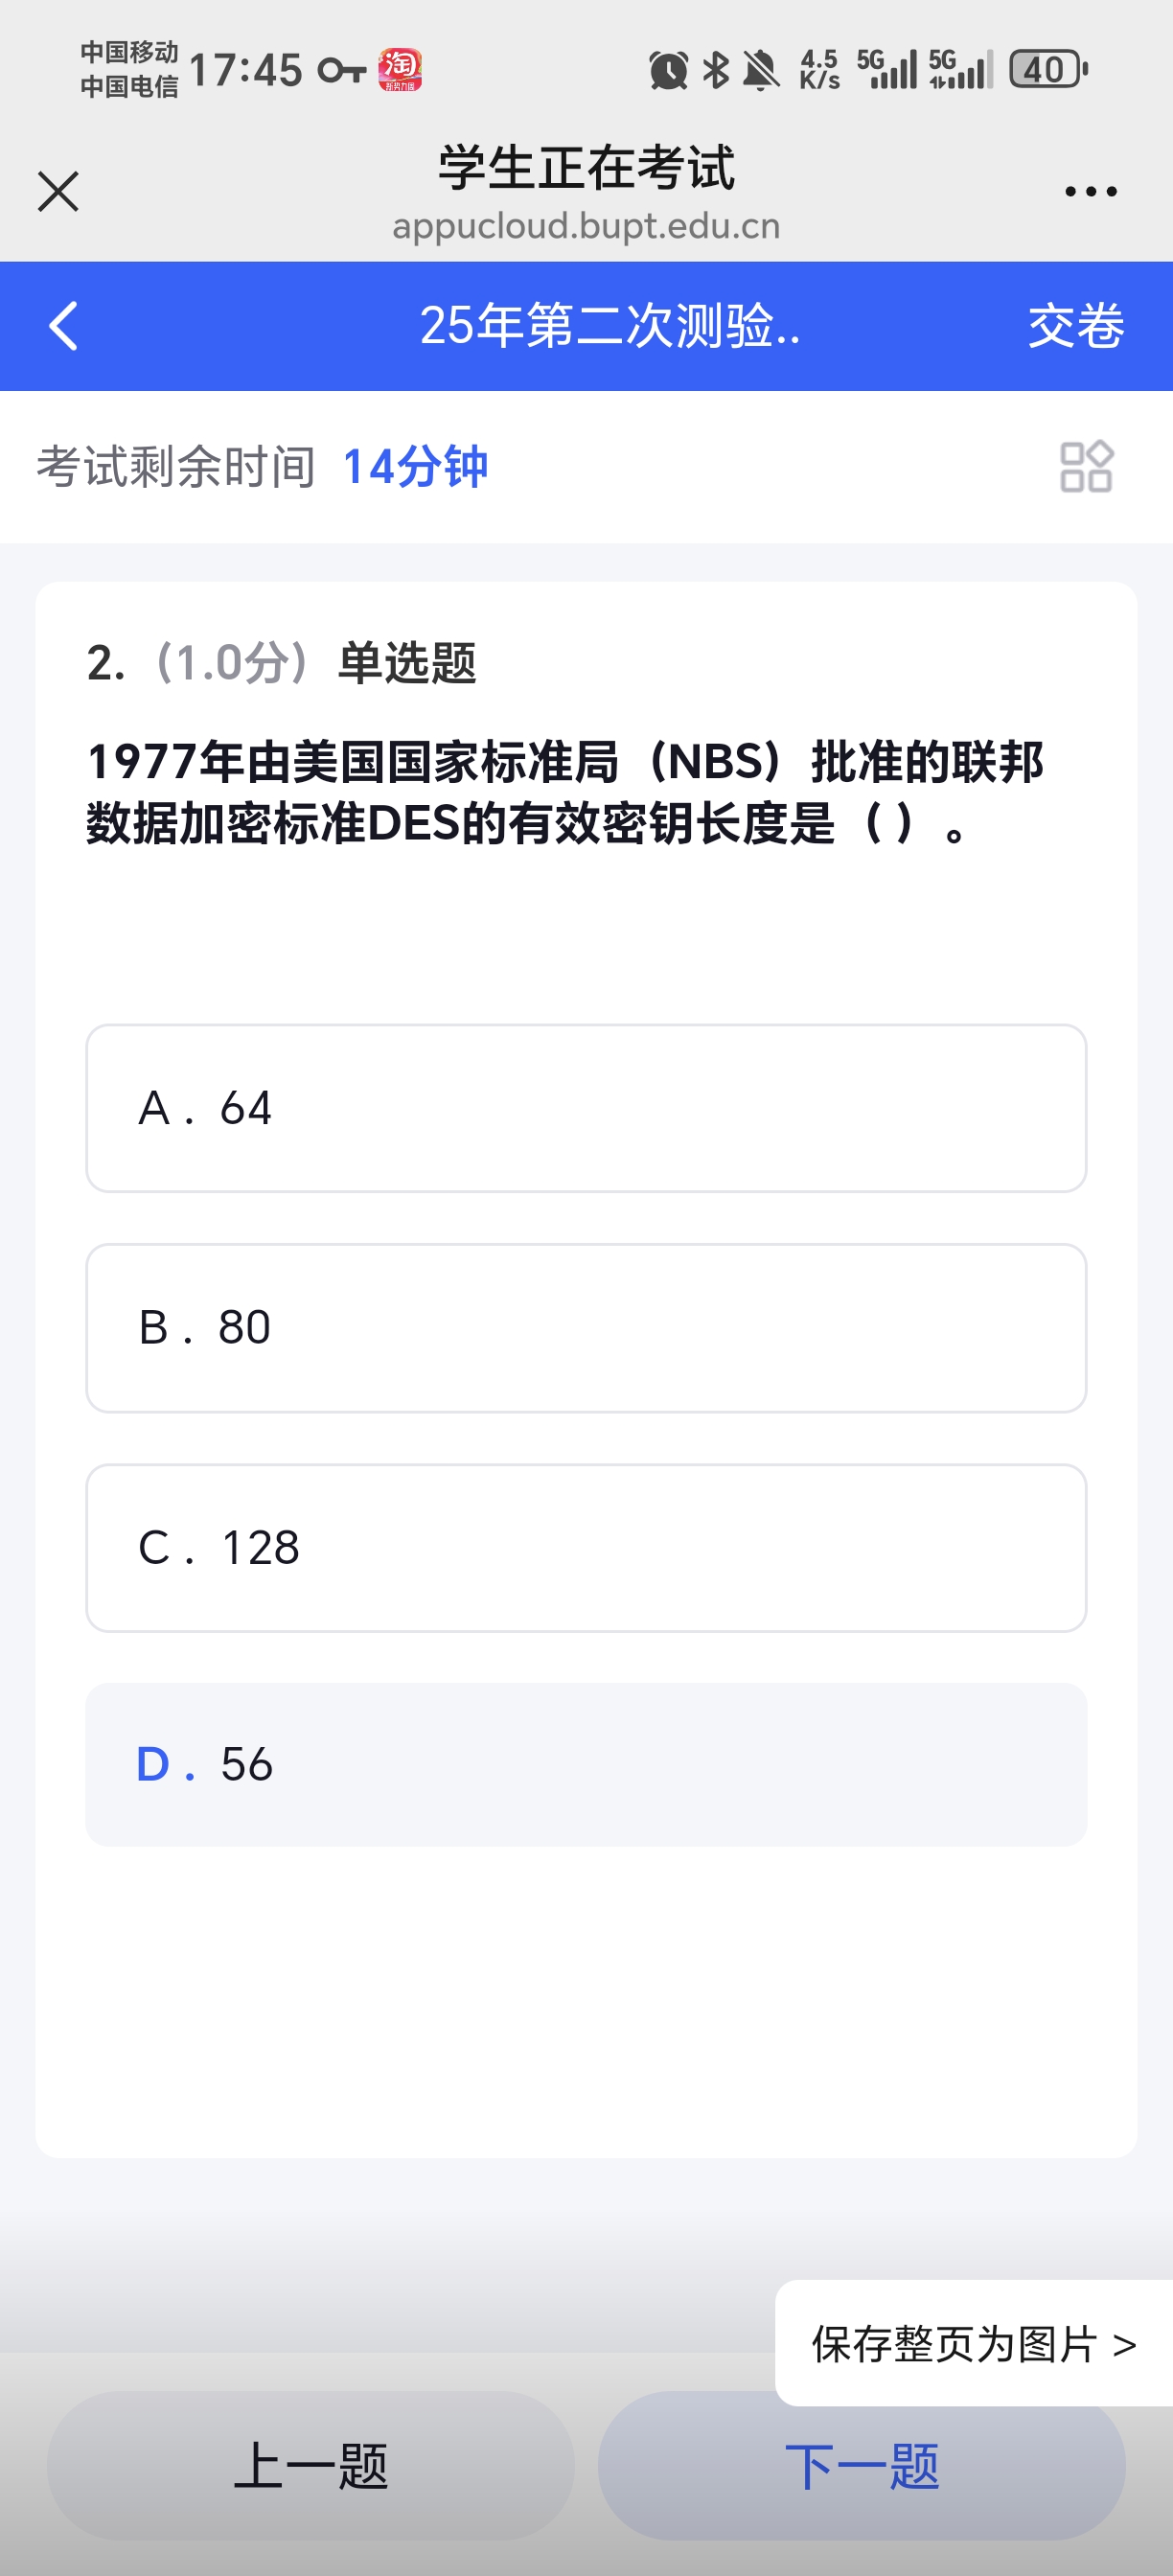 中国移动
中国电信
17:45
淘
4.5
K/s
5G
5G
40
学生正在考试
appucloud.bupt.edu.cn
25年第二次测验..
交卷
考试剩余时间 14分钟
2.（1.0分）单选题
1977年由美国国家标准局（NBS）批准的联邦
数据加密标准DES的有效密钥长度是（ ）。
A . 64
B . 80
C . 128
D . 56
保存整页为图片 >
上一题
下一题